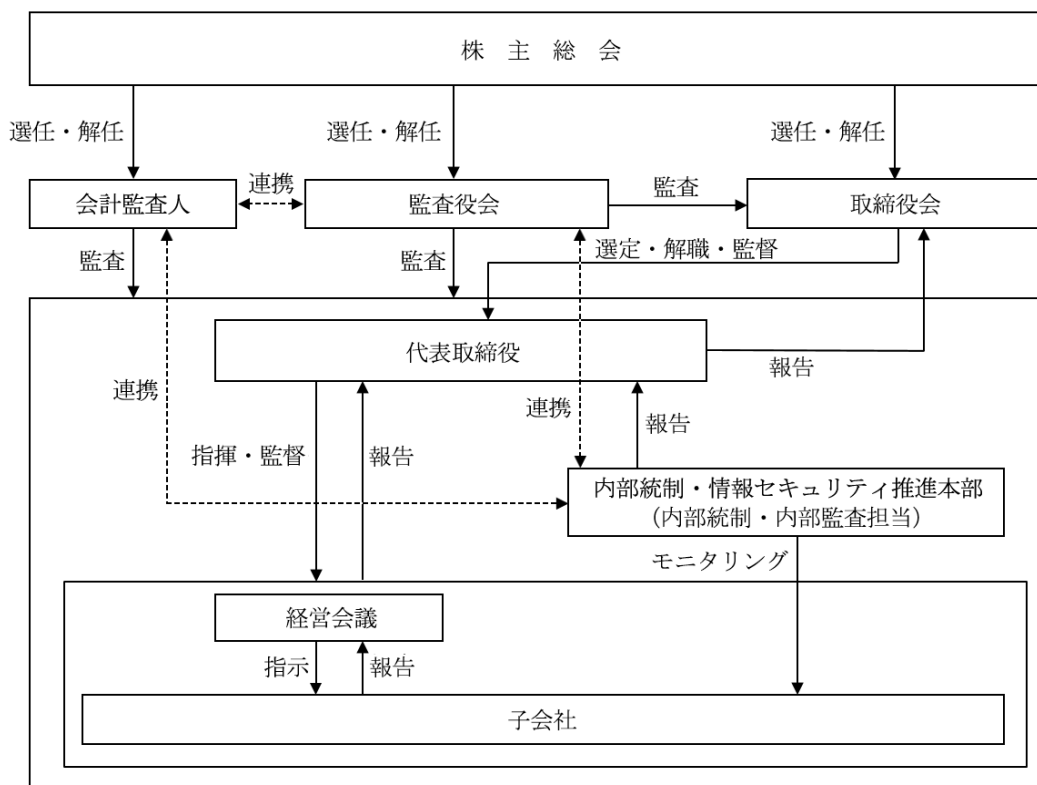 株　主　総　会
選任・解任
選任・解任
選任・解任
会計監査人
連携
監査役会
監査
取締役会
監査
監査
選定・解職・監督
代表取締役
報告
連携
連携
報告
指揮・監督
報告
内部統制・情報セキュリティ推進本部
（内部統制・内部監査担当）
モニタリング
経営会議
指示
報告
子会社